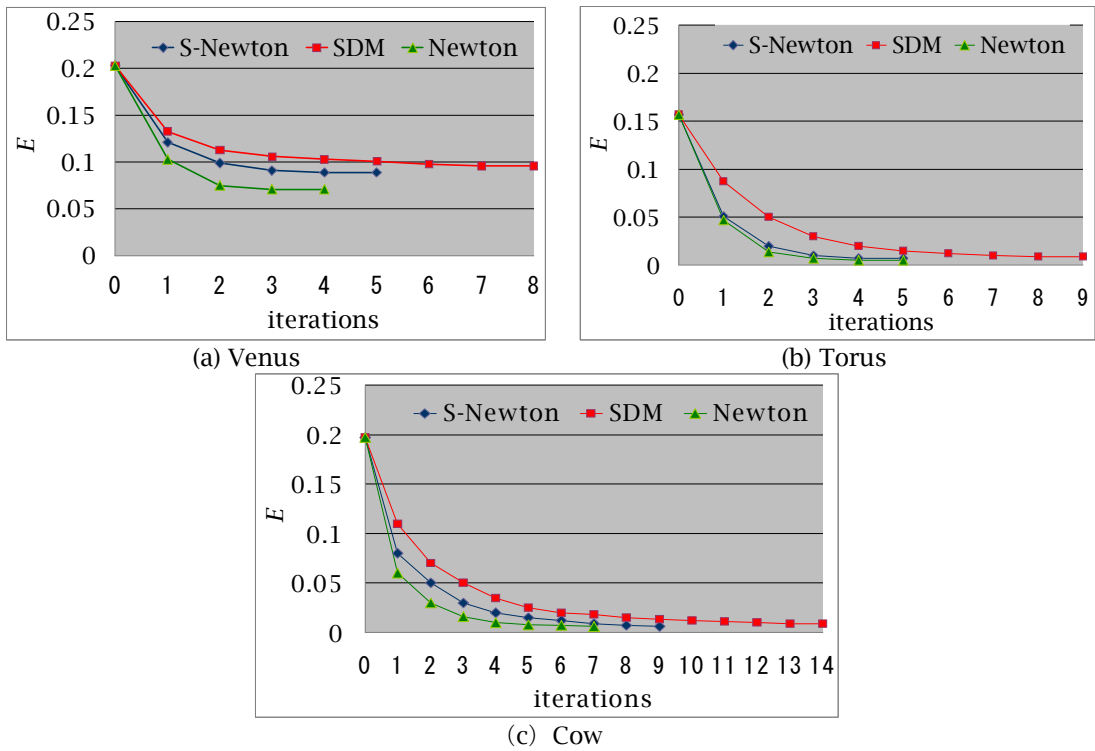 0.25
S-Newton SDM Newton
0.2
0.15
E
0.1
0.05
0
0 1 2 3 4 5 6 7 8
iterations
(a) Venus
0.25
S-Newton SDM Newton
0.2
0.15
E
0.1
0.05
0
0 1 2 3 4 5 6 7 8 9
iterations
(b) Torus
0.25
S-Newton SDM Newton
0.2
0.15
E
0.1
0.05
0
0 1 2 3 4 5 6 7 8 9 10 11 12 13 14
iterations
(c) Cow